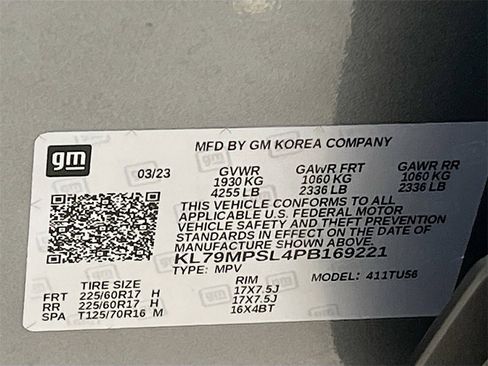 gm
MFD BY GM KOREA COMPANY
03/23 GVWR GAWR FRT GAWR RR
1930 KG 1060 KG 1060 KG
4255 LB 2336 LB 2336 LB
THIS VEHICLE CONFORMS TO ALL
APPLICABLE U.S. FEDERAL MOTOR
VEHICLE SAFETY AND THEFT PREVENTION
STANDARDS IN EFFECT ON THE DATE OF
MANUFACTURE SHOWN ABOVE.
KL79MPSL4PB169221
TYPE: MPV MODEL: 411TU56
TIRE SIZE RIM
FRT 225/60R17 H 17X7.5J
RR 225/60R17 H 17X7.5J
SPA T125/70R16 M 16X4BT